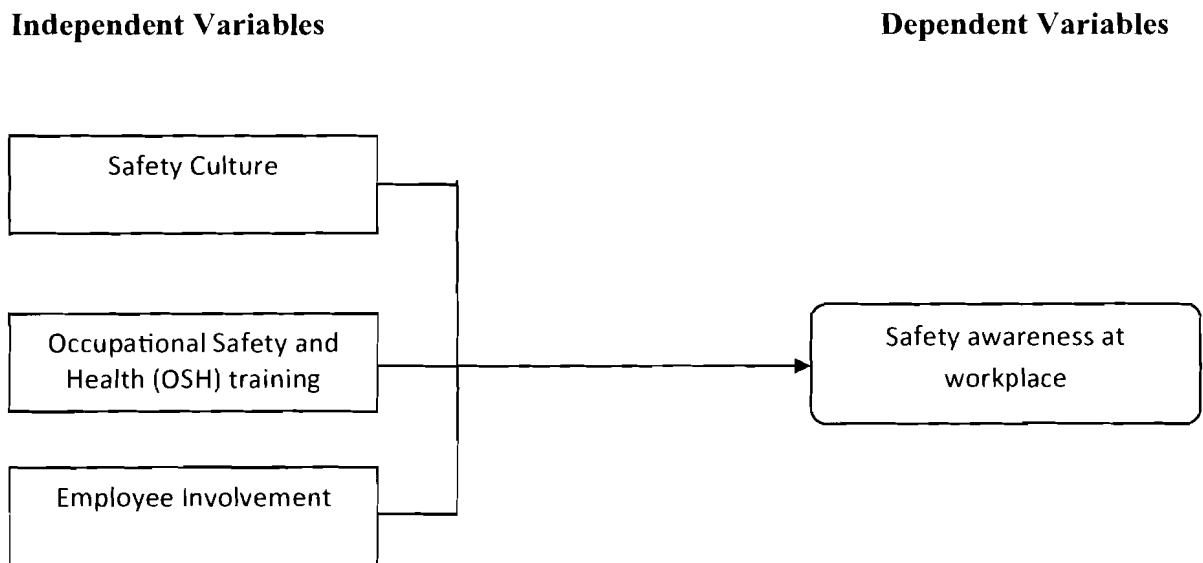 Independent Variables
Dependent Variables
Safety Culture
Occupational Safety and
Health (OSH) training
Employee Involvement
Safety awareness at
workplace